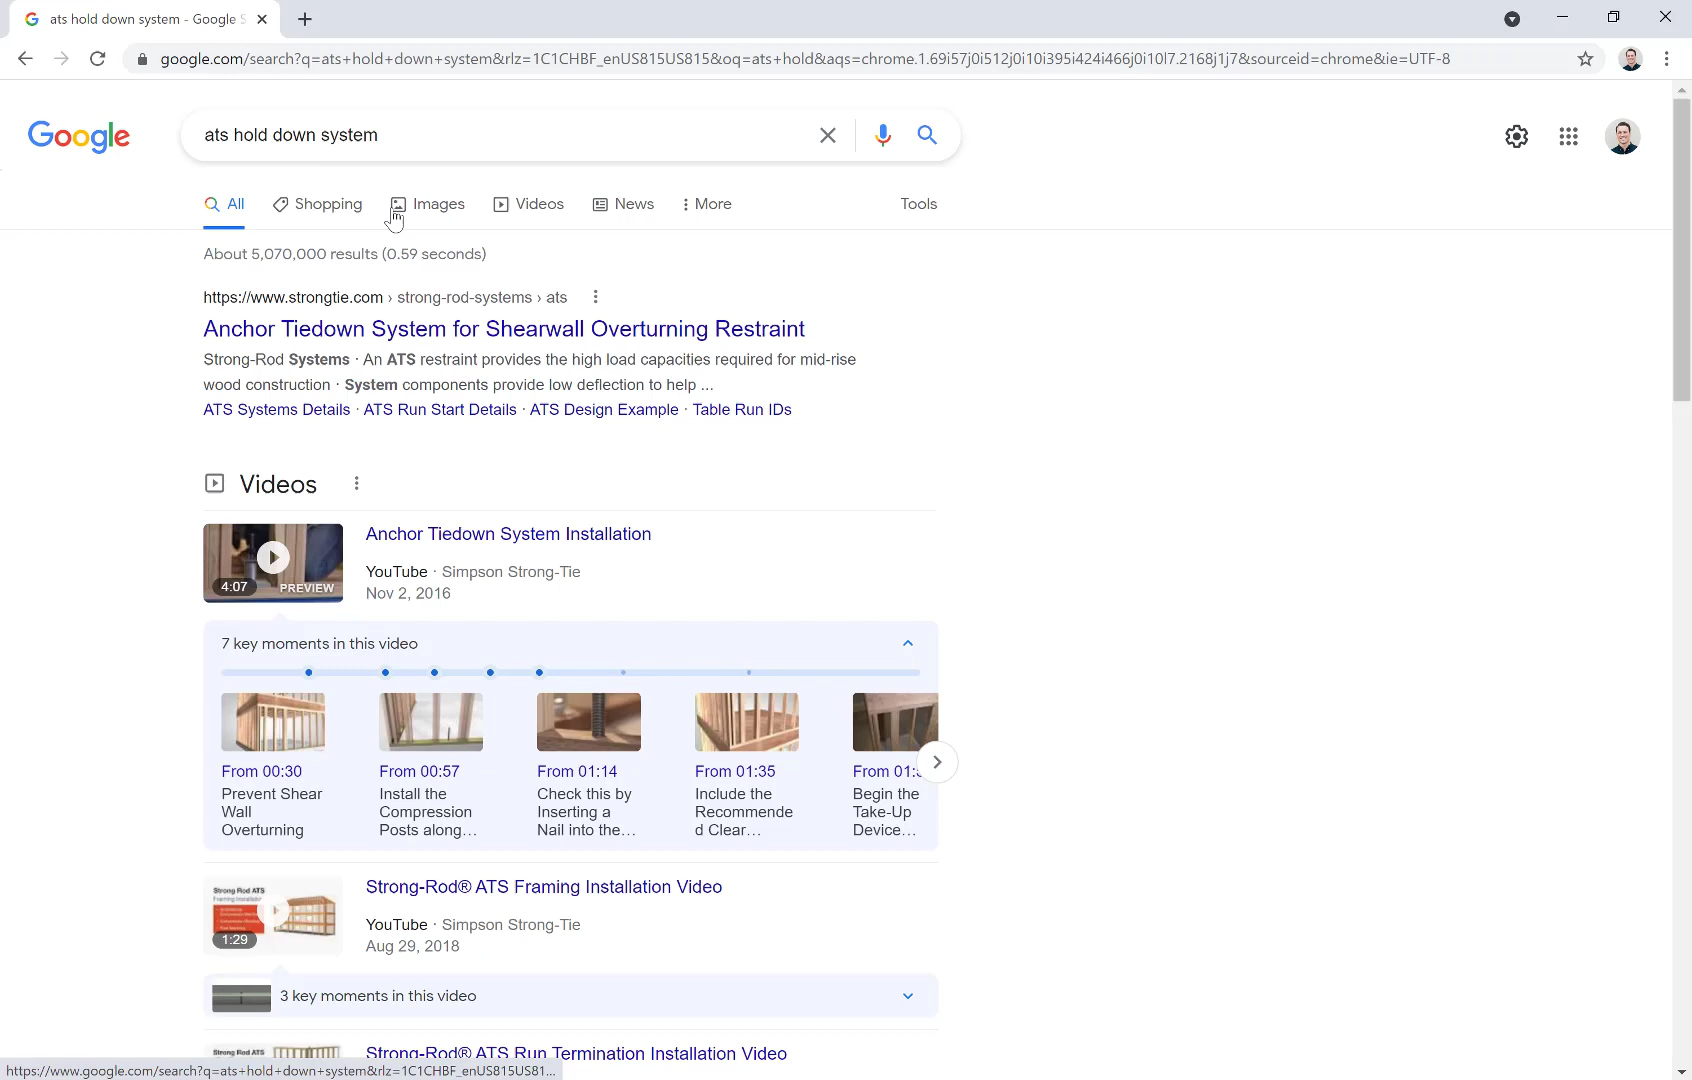 ats hold down system - Google S
google.com/search?q=ats+hold+down+system&rlz=1C1CHBF_enUS815US815&oq=ats+hold&aqs=chrome.1.69i57j0i512j0i10i395i424i466j0i10l7.2168j1j7&sourceid=chrome&ie=UTF-8
Google
ats hold down system
All Shopping Images Videos News More Tools
About 5,070,000 results (0.59 seconds)
https://www.strongtie.com › strong-rod-systems › ats
Anchor Tiedown System for Shearwall Overturning Restraint
Strong-Rod Systems · An ATS restraint provides the high load capacities required for mid-rise
wood construction · System components provide low deflection to help ...
ATS Systems Details · ATS Run Start Details · ATS Design Example · Table Run IDs
Videos
Anchor Tiedown System Installation
YouTube · Simpson Strong-Tie
Nov 2, 2016
4:07 PREVIEW
7 key moments in this video
From 00:30
Prevent Shear
Wall
Overturning
From 00:57
Install the
Compression
Posts along...
From 01:14
Check this by
Inserting a
Nail into the...
From 01:35
Include the
Recommende
d Clear...
From 01:
Begin the
Take-Up
Device...
Strong Rod ATS
Framing Installation
1:29
Strong-Rod® ATS Framing Installation Video
YouTube · Simpson Strong-Tie
Aug 29, 2018
3 key moments in this video
Strong Rod ATS
Strong-Rod® ATS Run Termination Installation Video
https://www.google.com/search?q=ats+hold+down+system&rlz=1C1CHBF_enUS815US81...